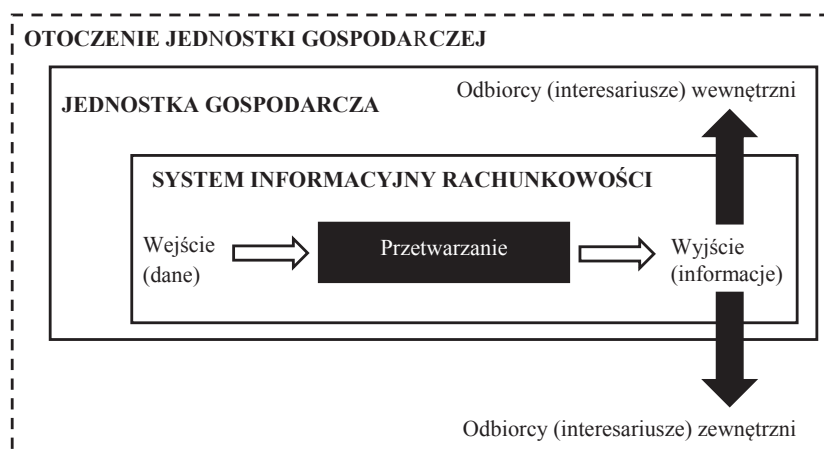 OTOCZENIE JEDNOSTKI GOSPODARCZEJ
Odbiorcy (interesariusze) wewnętrzni
JEDNOSTKA GOSPODARCZA
SYSTEM INFORMACYJNY RACHUNKOWOŚCI
Wejście
(dane)
Przetwarzanie
Wyjście
(informacje)
Odbiorcy (interesariusze) zewnętrzni